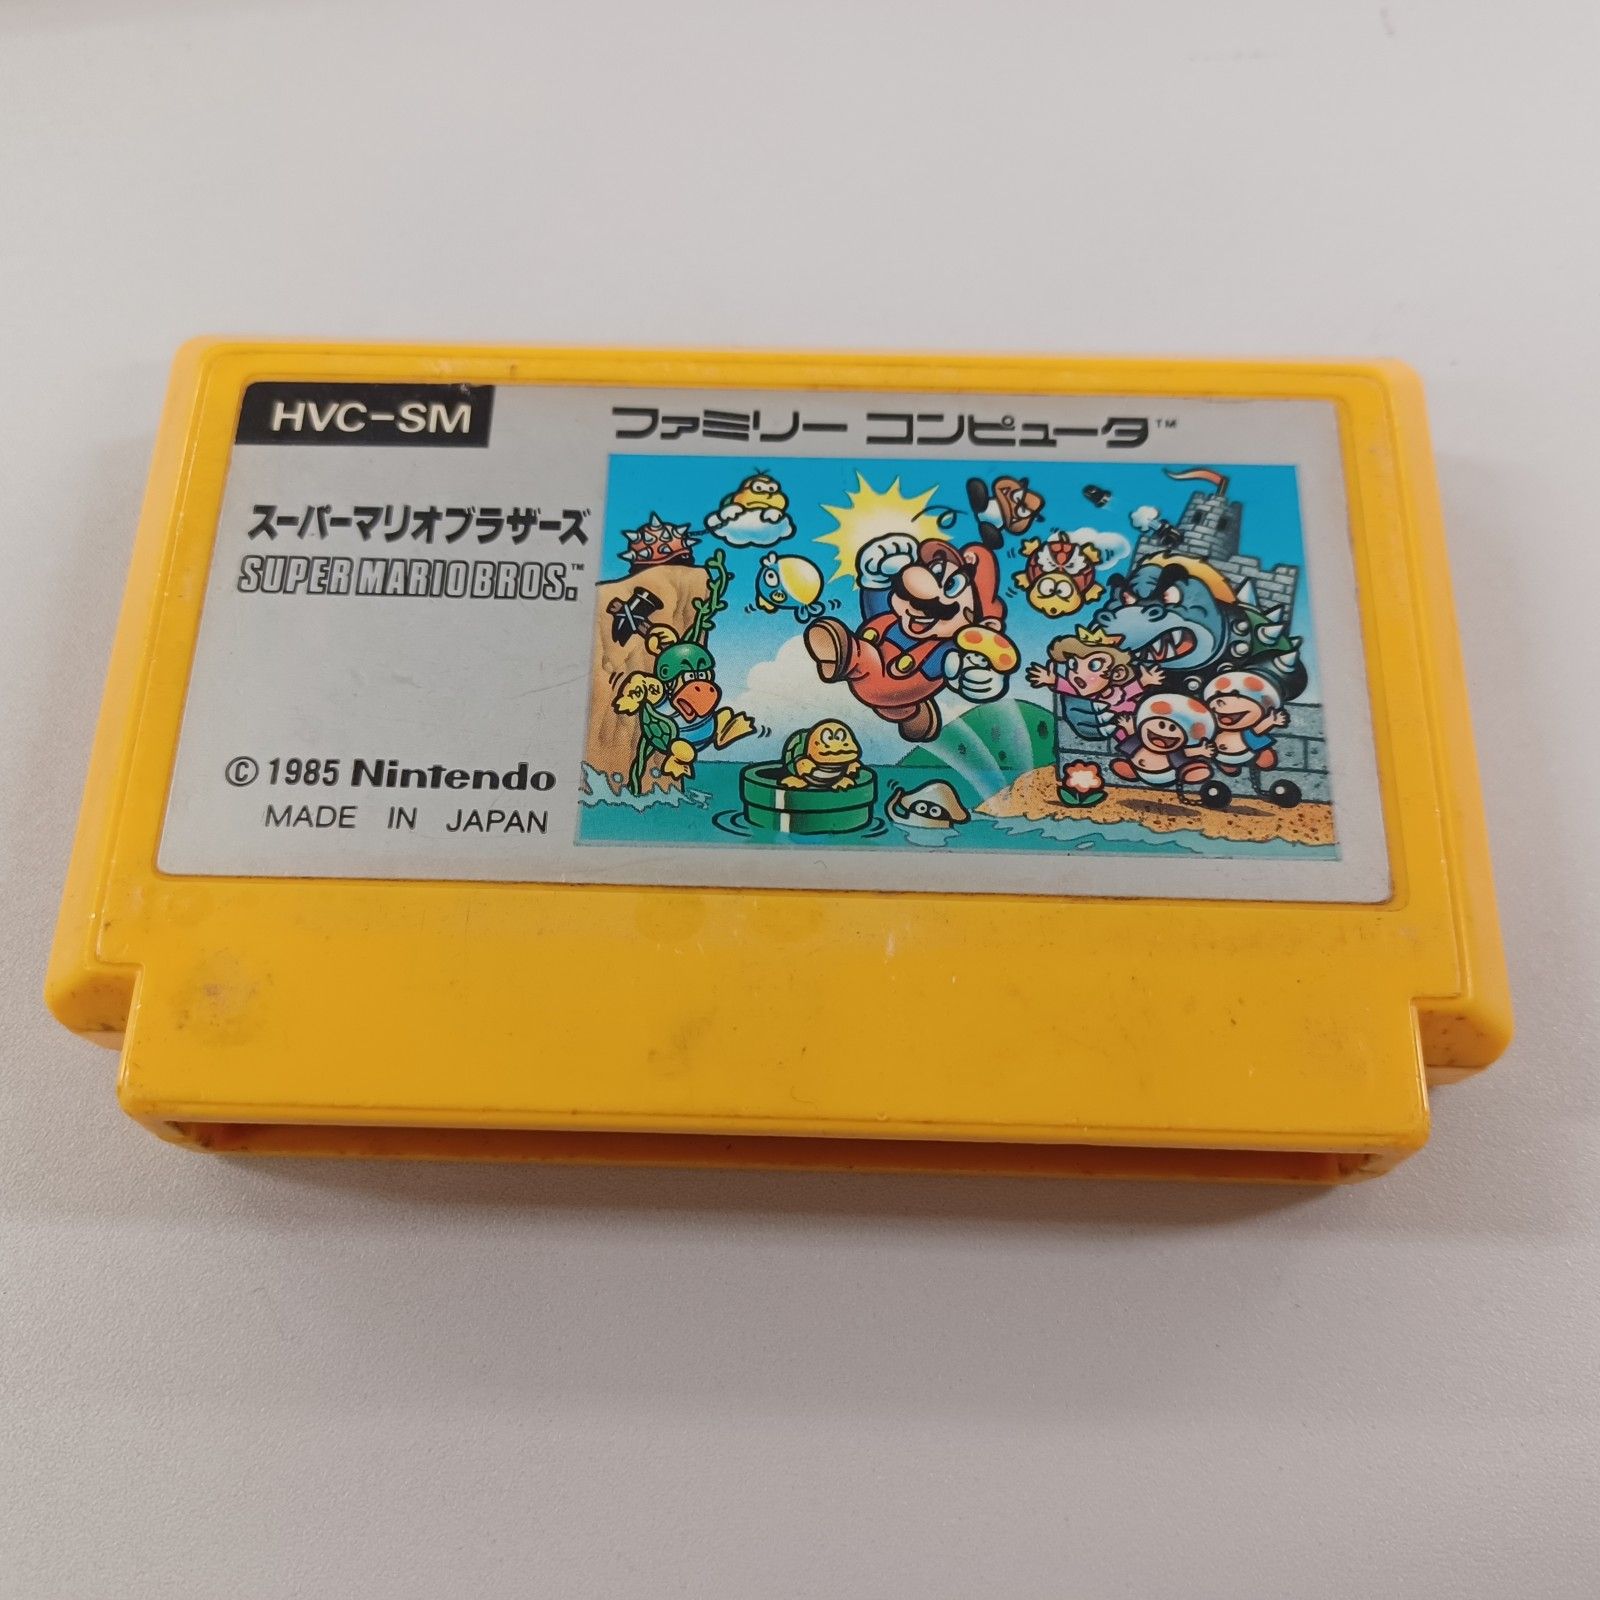 HVC-SM
ファミリー コンピュータ™
スーパーマリオブラザーズ
SUPER MARIO BROS.™
© 1985 Nintendo
MADE IN JAPAN